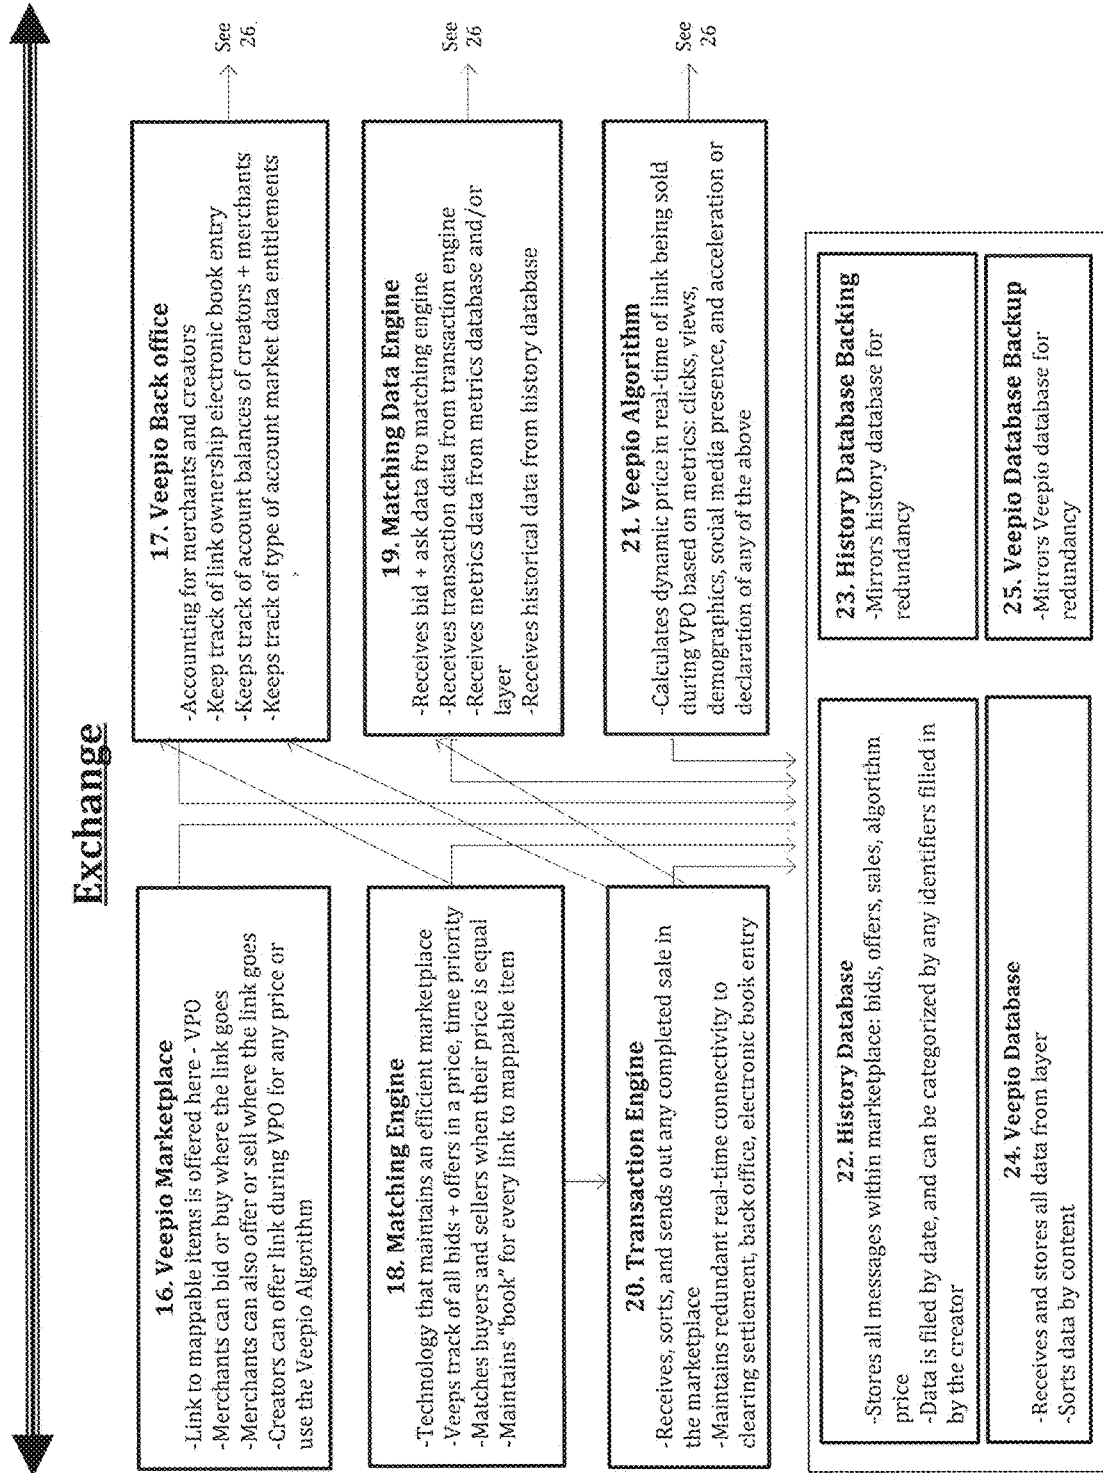 Exchange
16. Veepio Marketplace
-Link to mappable items is offered here - VPO
-Merchants can bid or buy where the link goes
-Merchants can also offer or sell where the link goes
-Creators can offer link during VPO for any price or
use the Veepio Algorithm
17. Veepio Back office
-Accounting for merchants and creators
-Keep track of link ownership electronic book entry
-Keeps track of account balances of creators + merchants
-Keeps track of type of account market data entitlements
See
26.
18. Matching Engine
-Technology that maintains an efficient marketplace
-Veeps track of all bids + offers in a price, time priority
-Matches buyers and sellers when their price is equal
-Maintains "book" for every link to mappable item
19. Matching Data Engine
-Receives bid + ask data fro matching engine
-Receives transaction data from transaction engine
-Receives metrics data from metrics database and/or
layer
-Receives historical data from history database
See
26
20. Transaction Engine
-Receives, sorts, and sends out any completed sale in
the marketplace
-Maintains redundant real-time connectivity to
clearing settlement, back office, electronic book entry
21. Veepio Algorithm
-Calculates dynamic price in real-time of link being sold
during VPO based on metrics: clicks, views,
demographics, social media presence, and acceleration or
declaration of any of the above
See
26
22. History Database
-Stores all messages within marketplace: bids, offers, sales, algorithm
price
-Data is filed by date, and can be categorized by any identifiers filled in
by the creator
23. History Database Backing
-Mirrors history database for
redundancy
24. Veepio Database
-Receives and stores all data from layer
-Sorts data by content
25. Veepio Database Backup
-Mirrors Veepio database for
redundancy